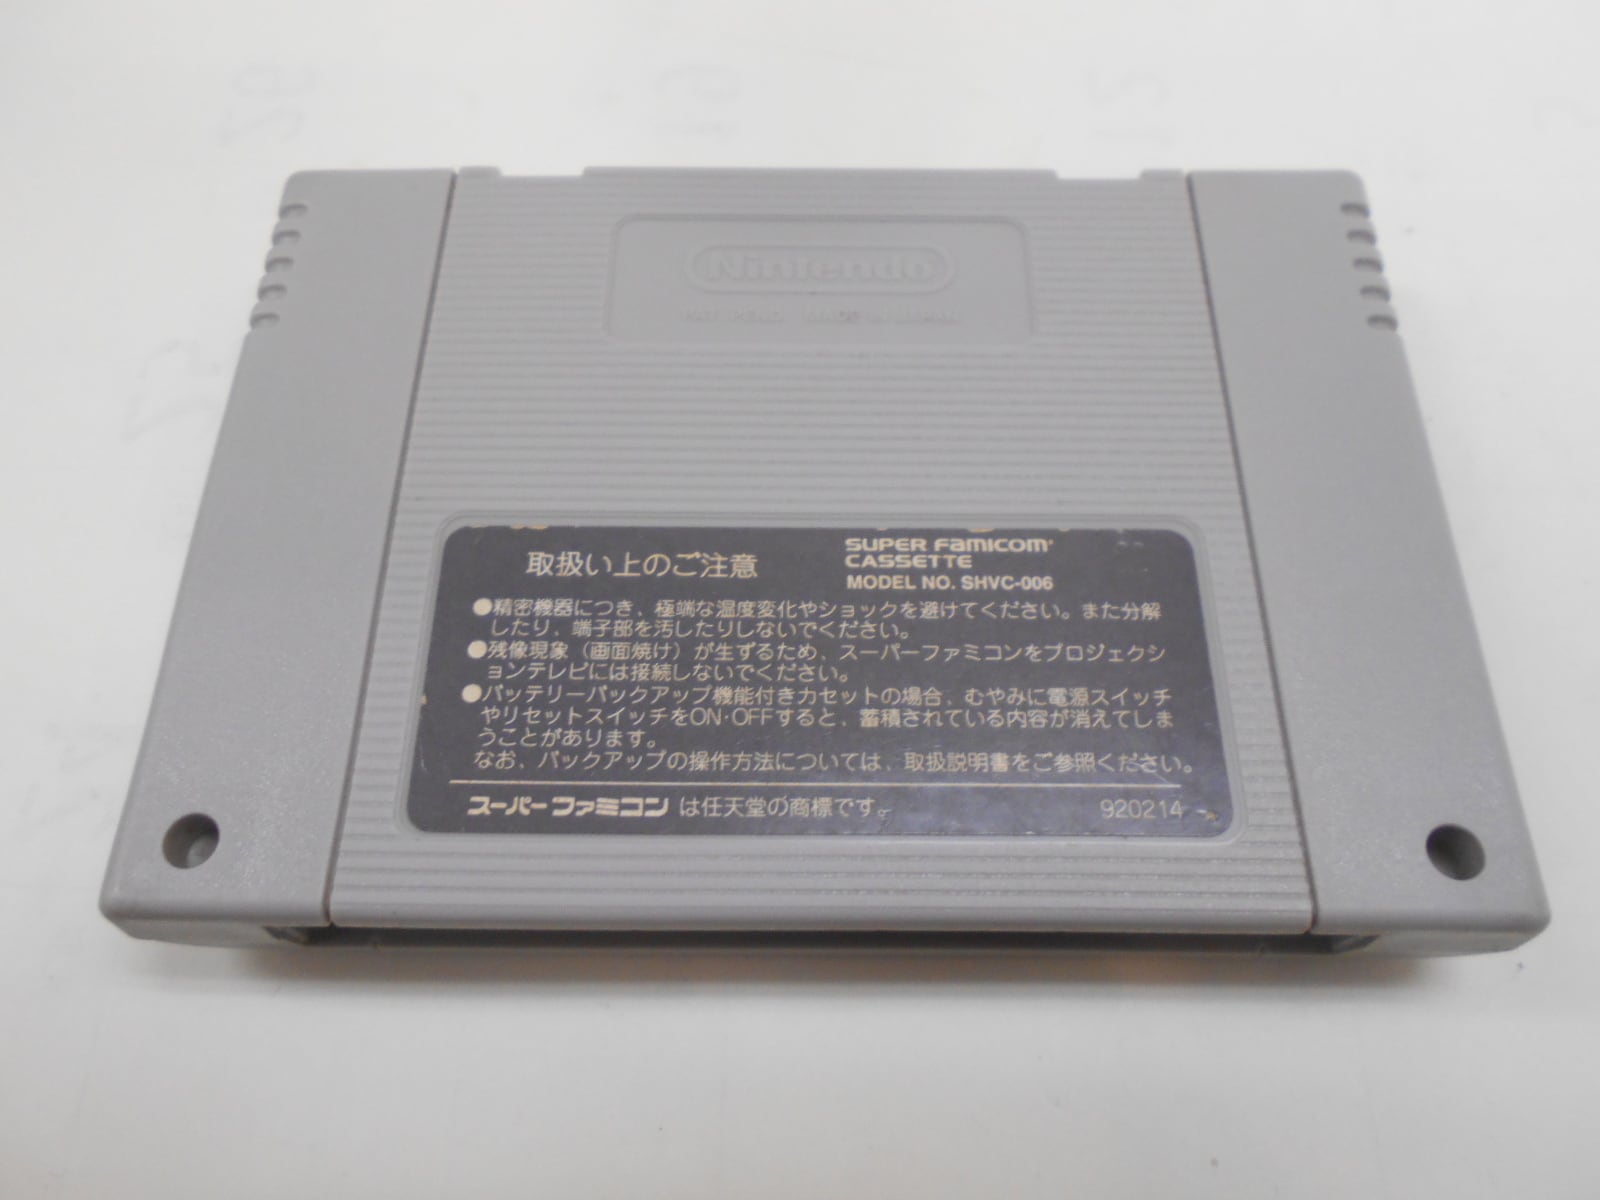 Nintendo
PAT. PEND. MADE IN JAPAN
取扱い上のご注意
SUPER FAMICOM
CASSETTE
MODEL NO. SHVC-006
●精密機器につき、極端な温度変化やショックを避けてください。また分解
したり、端子部を汚したりしないでください。
●残像現象（画面焼け）が生ずるため、スーパーファミコンをプロジェクシ
ョンテレビには接続しないでください。
●バッテリーバックアップ機能付きカセットの場合、むやみに電源スイッチ
やリセットスイッチをON·OFFすると、蓄積されている内容が消えてしま
うことがあります。
なお、バックアップの操作方法については、取扱説明書をご参照ください。
スーパーファミコン は任天堂の商標です。
920214